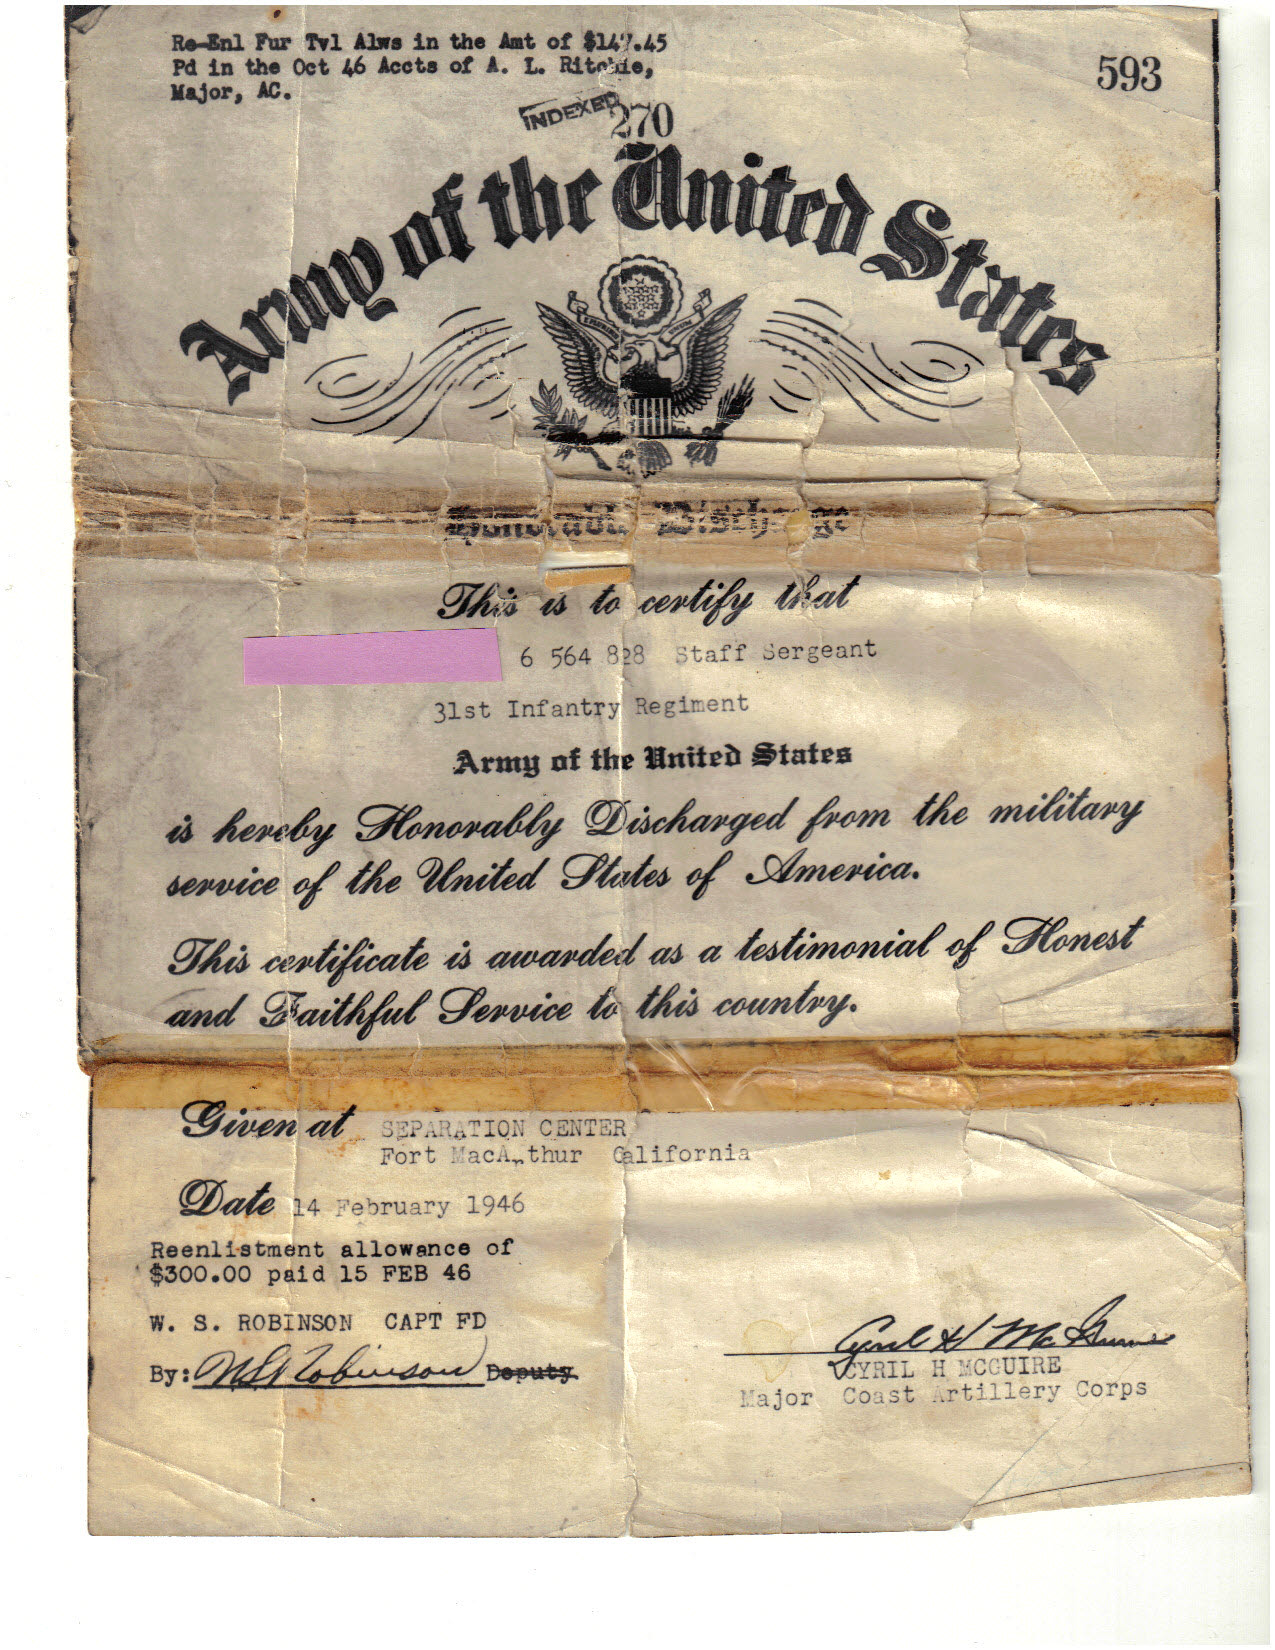 Re-Enl Fur Tvl Alws in the Amt of $147.45
Pd in the Oct 46 Accts of A. L. Ritchie,
Major, AC.
593
INDEXED
270
Army of the United States
Honorable Discharge
This is to certify that
6 564 828 Staff Sergeant
31st Infantry Regiment
Army of the United States
is hereby Honorably Discharged from the military
service of the United States of America.
This certificate is awarded as a testimonial of Honest
and Faithful Service to this country.
Given at SEPARATION CENTER
Fort MacArthur California
Date 14 February 1946
Reenlistment allowance of
$300.00 paid 15 FEB 46
W. S. ROBINSON CAPT FD
By: W S Robinson Deputy.
Cyril H McGuire
CYRIL H MCGUIRE
Major Coast Artillery Corps